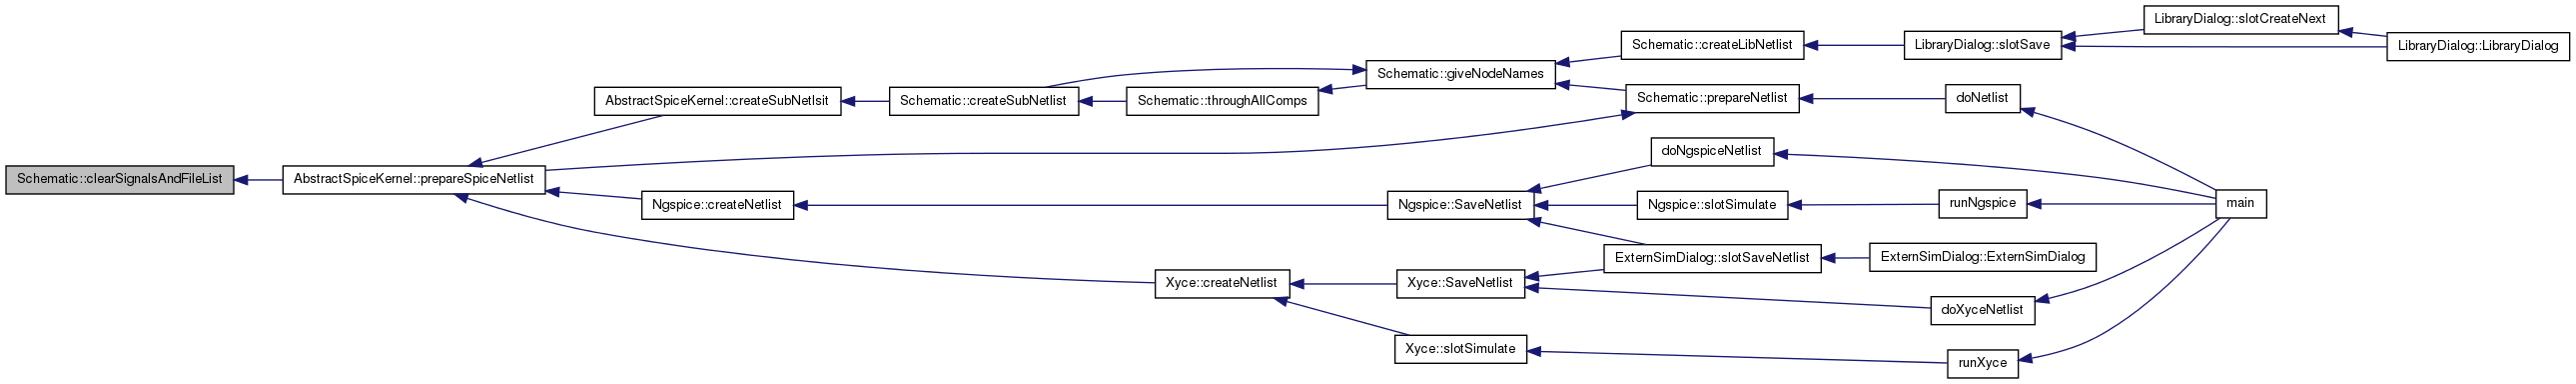 Schematic::clearSignalsAndFileList
AbstractSpiceKernel::prepareSpiceNetlist
AbstractSpiceKernel::createSubNetlsit
Ngspice::createNetlist
Schematic::createSubNetlist
Schematic::throughAllComps
Xyce::createNetlist
Schematic::giveNodeNames
Ngspice::SaveNetlist
Xyce::SaveNetlist
Xyce::slotSimulate
Schematic::createLibNetlist
Schematic::prepareNetlist
doNgspiceNetlist
Ngspice::slotSimulate
ExternSimDialog::slotSaveNetlist
LibraryDialog::slotSave
doNetlist
runNgspice
ExternSimDialog::ExternSimDialog
doXyceNetlist
runXyce
LibraryDialog::slotCreateNext
main
LibraryDialog::LibraryDialog